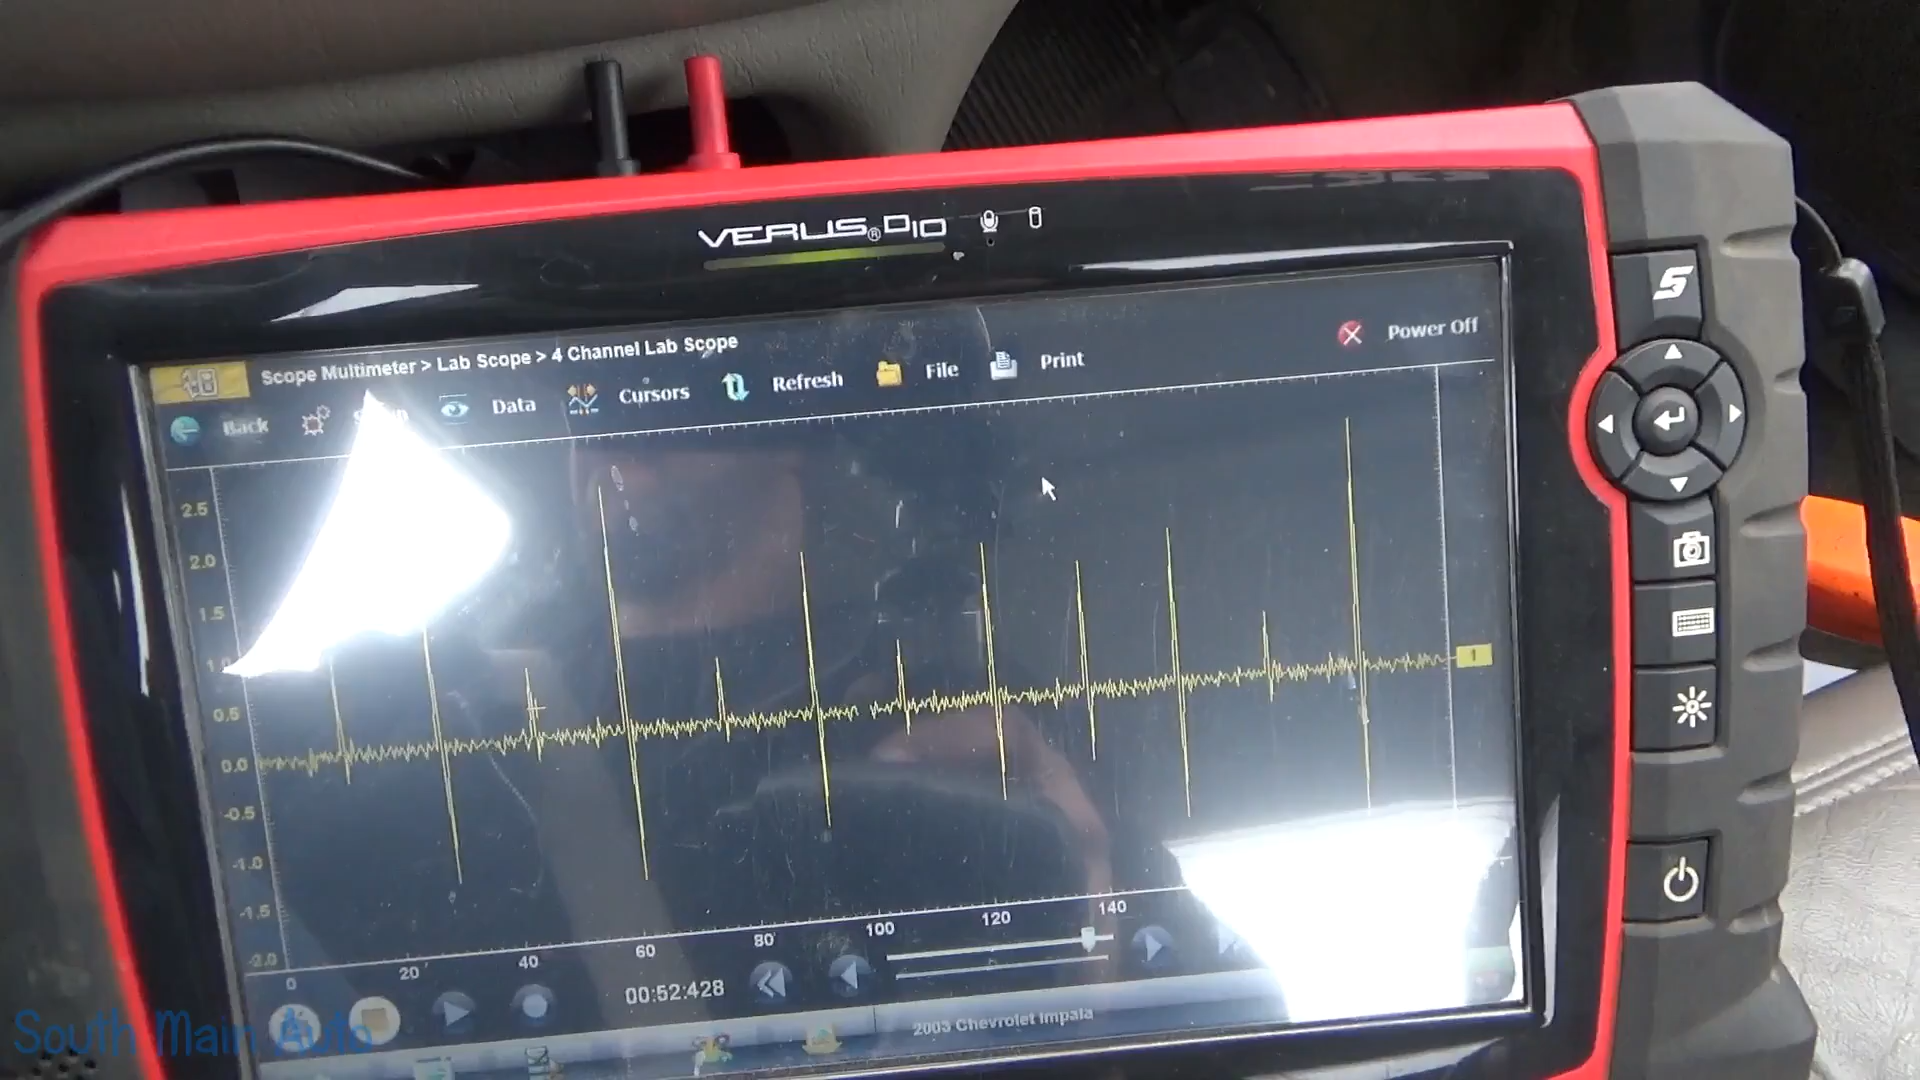 VERUS® D10
S
Scope Multimeter > Lab Scope > 4 Channel Lab Scope
Power Off
Back
Data
Cursors
Refresh
File
Print
2.5
2.0
1.5
0.5
0.0
-0.5
-1.0
-1.5
-2.0
1
0 20 40 60 80 100 120 140
00:52:428
2003 Chevrolet Impala
South Main Auto